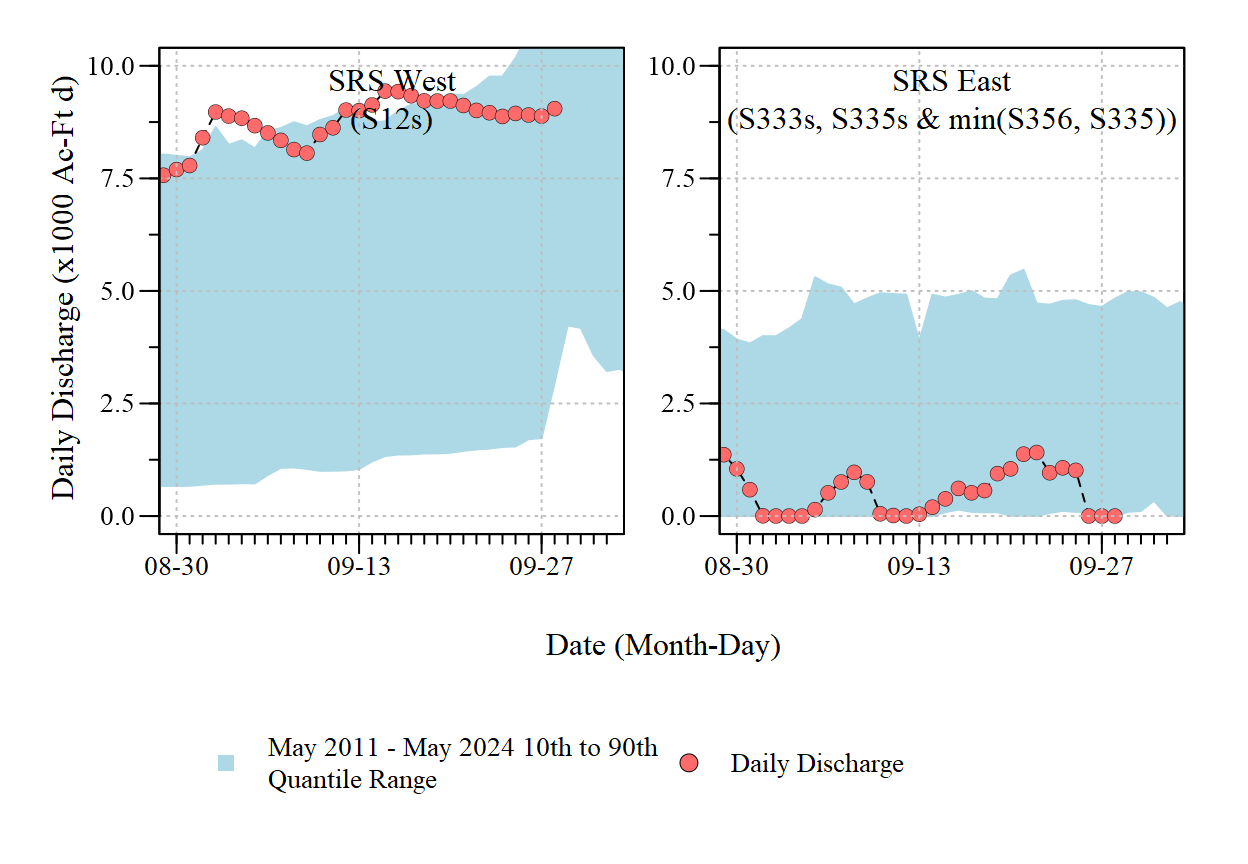 SRS West
(S12s)
SRS East
(S333s, S335s & min(S356, S335))
Daily Discharge (x1000 Ac-Ft d)
10.0
7.5
5.0
2.5
0.0
08-30
09-13
09-27
10.0
7.5
5.0
2.5
0.0
08-30
09-13
09-27
Date (Month-Day)
May 2011 - May 2024 10th to 90th
Quantile Range
Daily Discharge